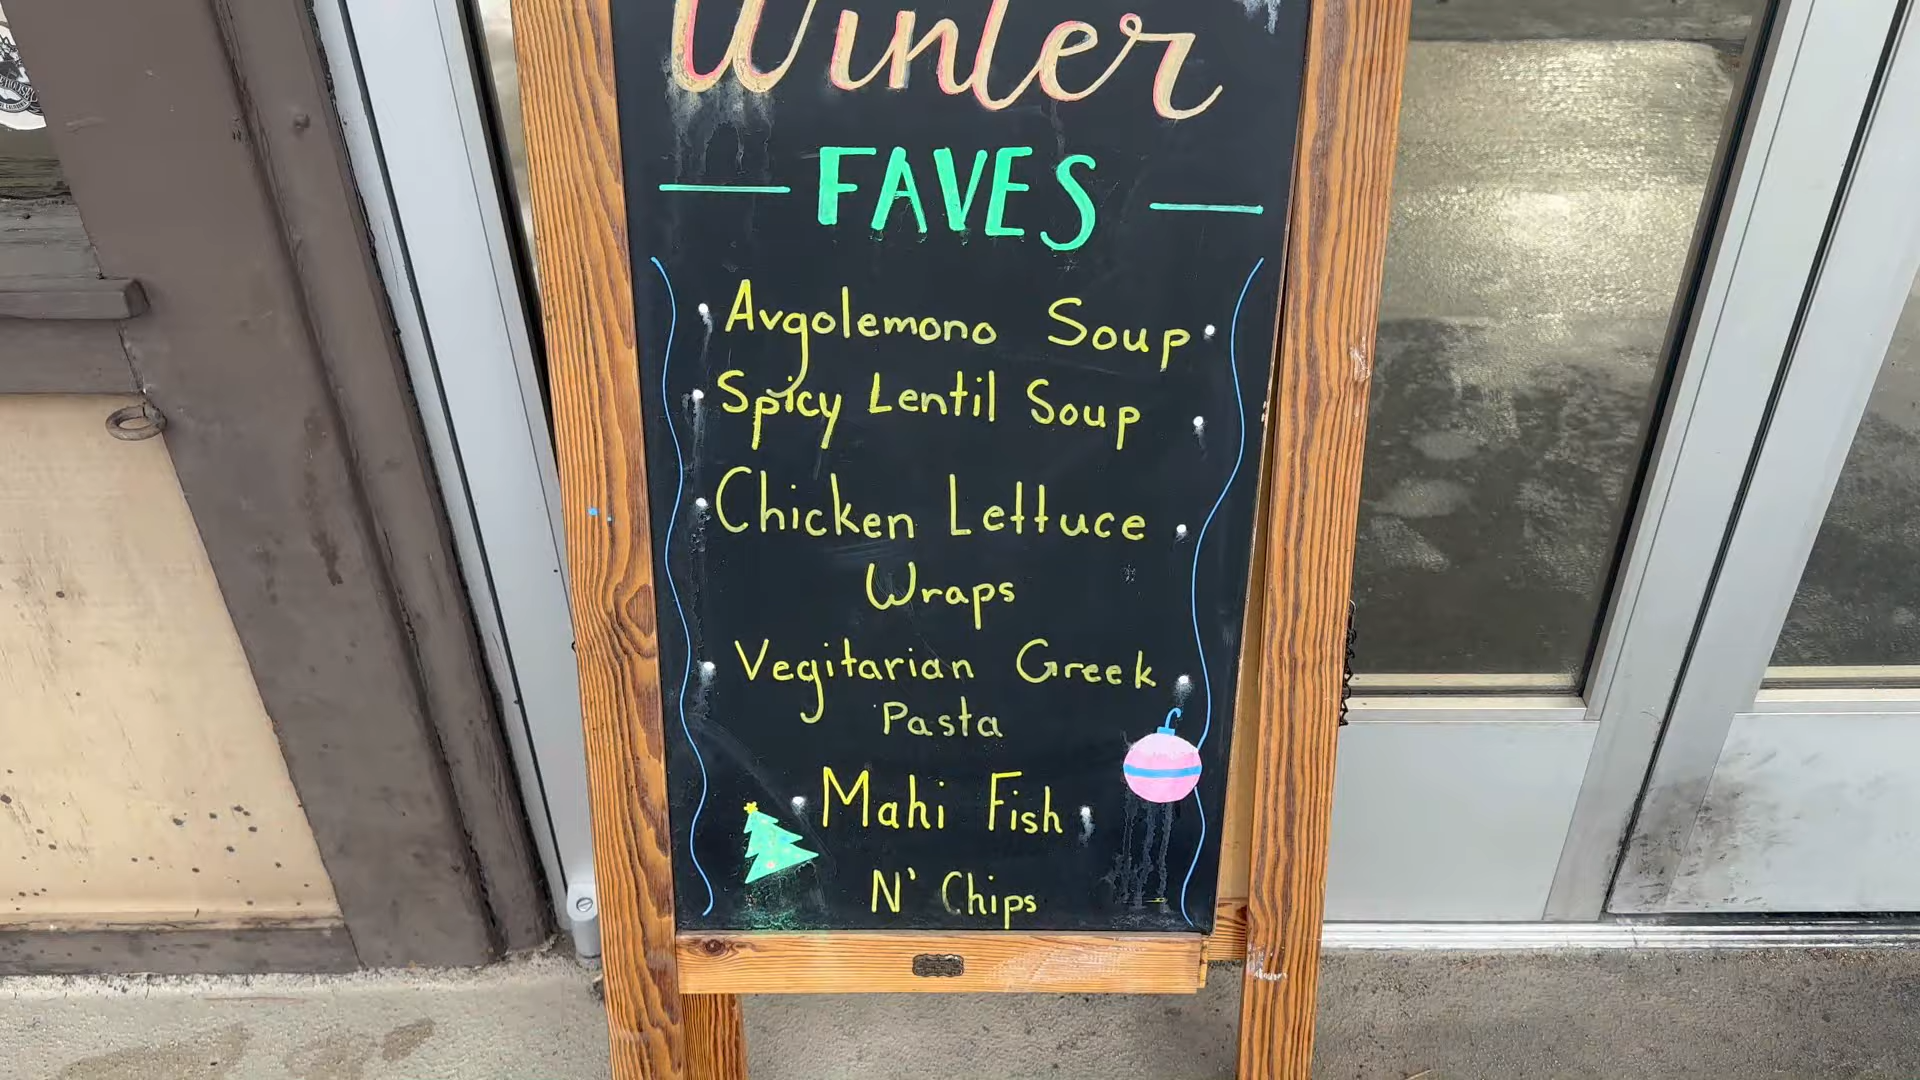 Winter
FAVES
Avgolemono Soup
Spicy Lentil Soup
Chicken Lettuce
Wraps
Vegitarian Greek
Pasta
Mahi Fish
N' Chips